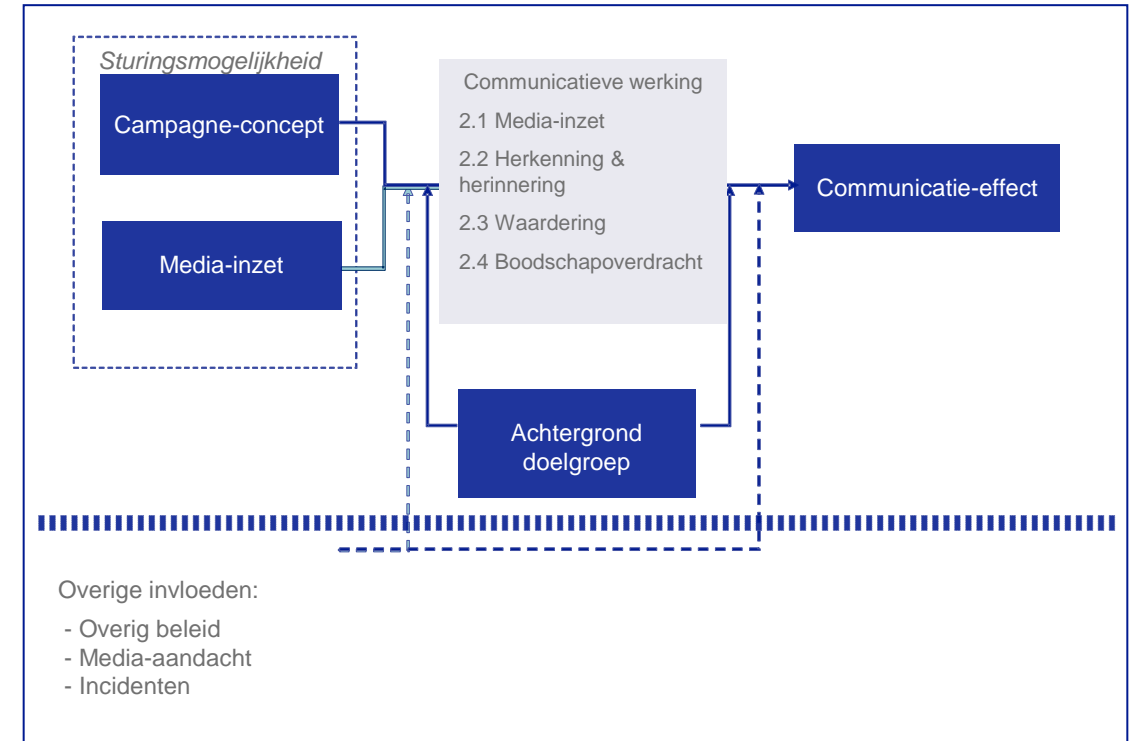 Sturingsmogelijkheid
Campagne-concept
Media-inzet
Communicatieve werking
2.1 Media-inzet
2.2 Herkenning &
herinnering
2.3 Waardering
2.4 Boodschapoverdracht
Communicatie-effect
Achtergrond
doelgroep
Overige invloeden:
- Overig beleid
- Media-aandacht
- Incidenten